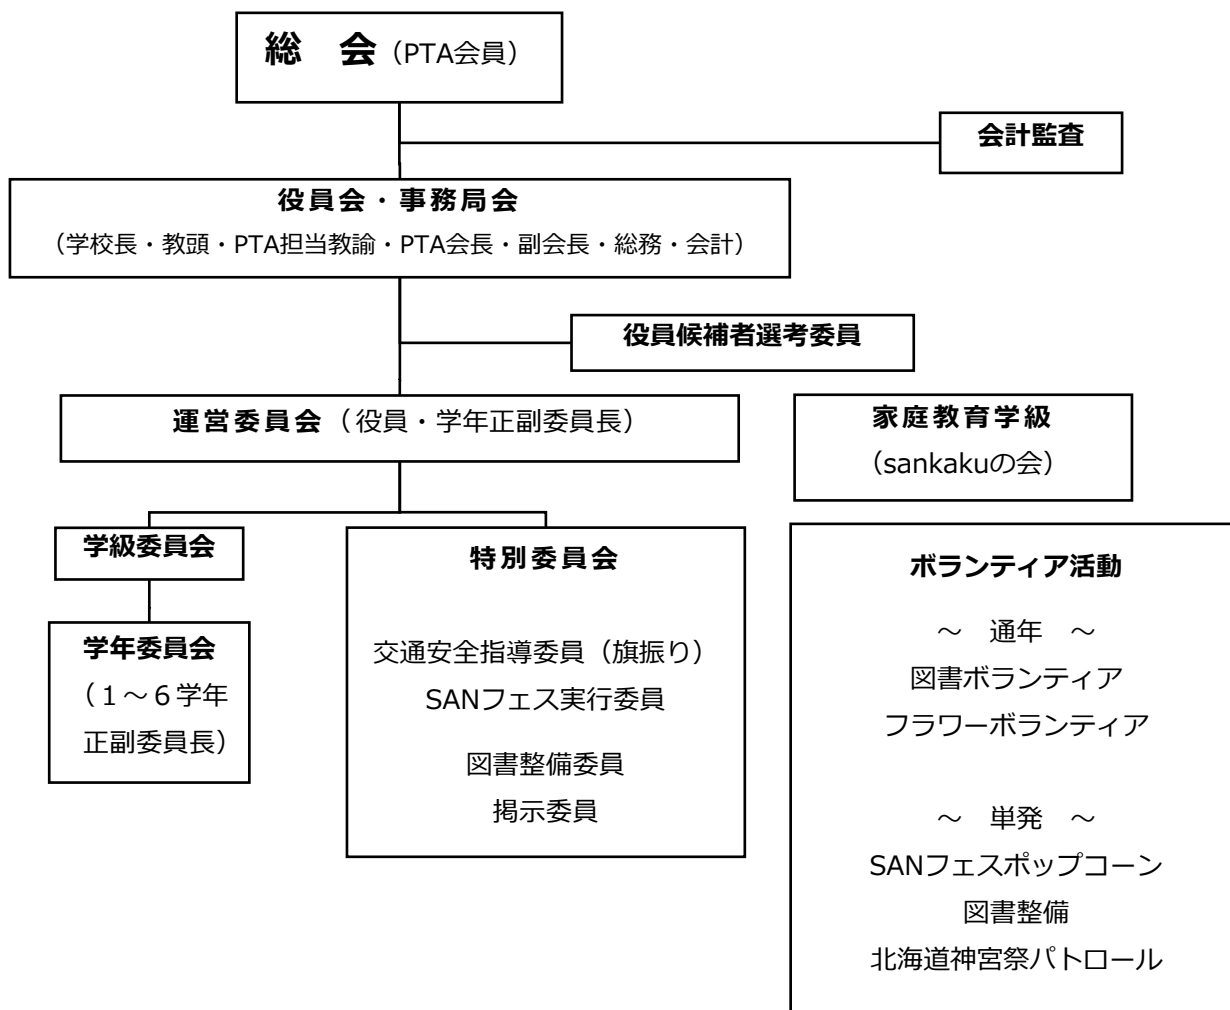 総　会（PTA会員）
会計監査
役員会・事務局会
（学校長・教頭・PTA担当教諭・PTA会長・副会長・総務・会計）
役員候補者選考委員
運営委員会（役員・学年正副委員長）
家庭教育学級
（sankakuの会）
学級委員会
学年委員会
（１～６学年
正副委員長）
特別委員会
交通安全指導委員（旗振り）
SANフェス実行委員
図書整備委員
掲示委員
ボランティア活動
～　通年　～
図書ボランティア
フラワーボランティア
～　単発　～
SANフェスポップコーン
図書整備
北海道神宮祭パトロール